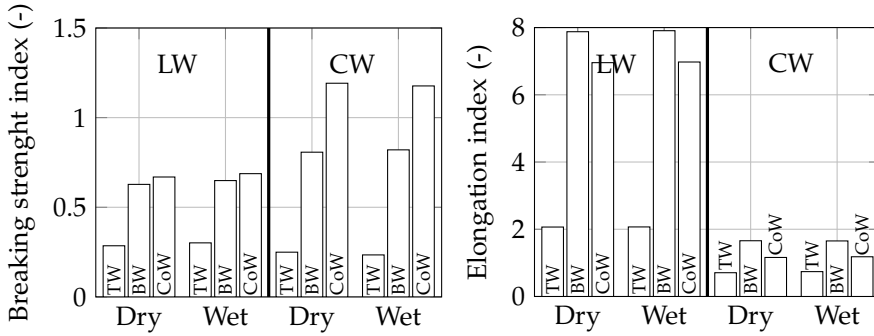 Breaking strenght index (-)
1.5
1
0.5
0
LW
CW
TW
BW
CoW
TW
BW
CoW
TW
BW
CoW
TW
BW
CoW
Dry
Wet
Dry
Wet
Elongation index (-)
8
6
4
2
0
LW
CW
TW
BW
CoW
TW
BW
CoW
TW
BW
CoW
TW
BW
CoW
Dry
Wet
Dry
Wet